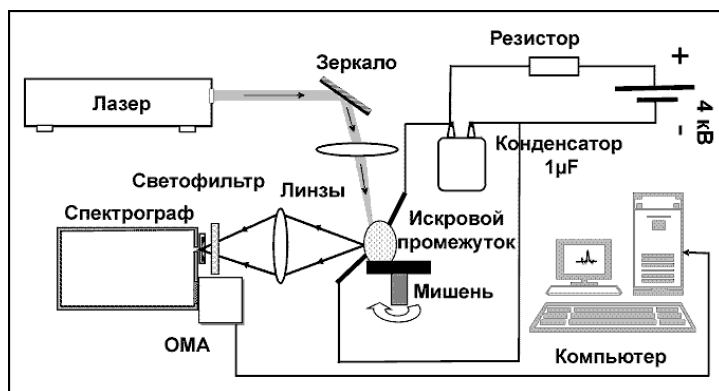 Резистор
+
Зеркало
Лазер
4 кВ
-
Конденсатор
1µF
Светофильтр
Линзы
Спектрограф
Искровой
промежуток
Мишень
ОМА
Компьютер